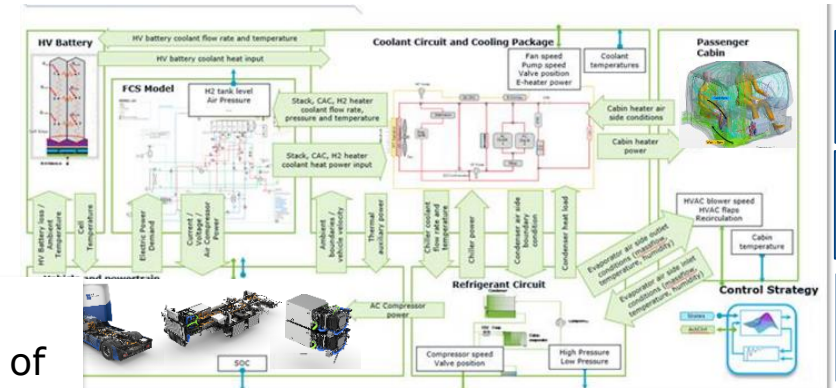 HV Battery
HV battery coolant flow rate and temperature
HV battery coolant heat input
Coolant Circuit and Cooling Package
Fan speed
Pump speed
Valve position
E-heater power
Coolant
temperatures
Passenger
Cabin
FCS Model
H2 tank level
Air Pressure
Stack, CAC, H2 heater
coolant flow rate,
pressure and temperature
Stack, CAC, H2 heater
coolant heat power input
Cabin heater air
side conditions
Cabin heater
power
HV Battery loss /
Ambient
Temperature
Cell
Temperature
Electric Power
Demand
Current /
Voltage /
Air Compressor
Power
Ambient
boundaries /
vehicle velocity
Thermal
auxiliary power
Chiller coolant
flow rate and
temperature
Chiller power
Condenser air side
boundary
condition
Condenser heat load
Evaporator air side outlet
conditions (massflow,
temperature, humidity)
Evaporator air side inlet
conditions (massflow,
temperature, humidity)
HVAC blower speed
HVAC flaps
Recirculation
Cabin
temperature
Control Strategy
Refrigerant Circuit
AC Compressor
power
Compressor speed
Valve position
High Pressure
Low Pressure
SOC
of